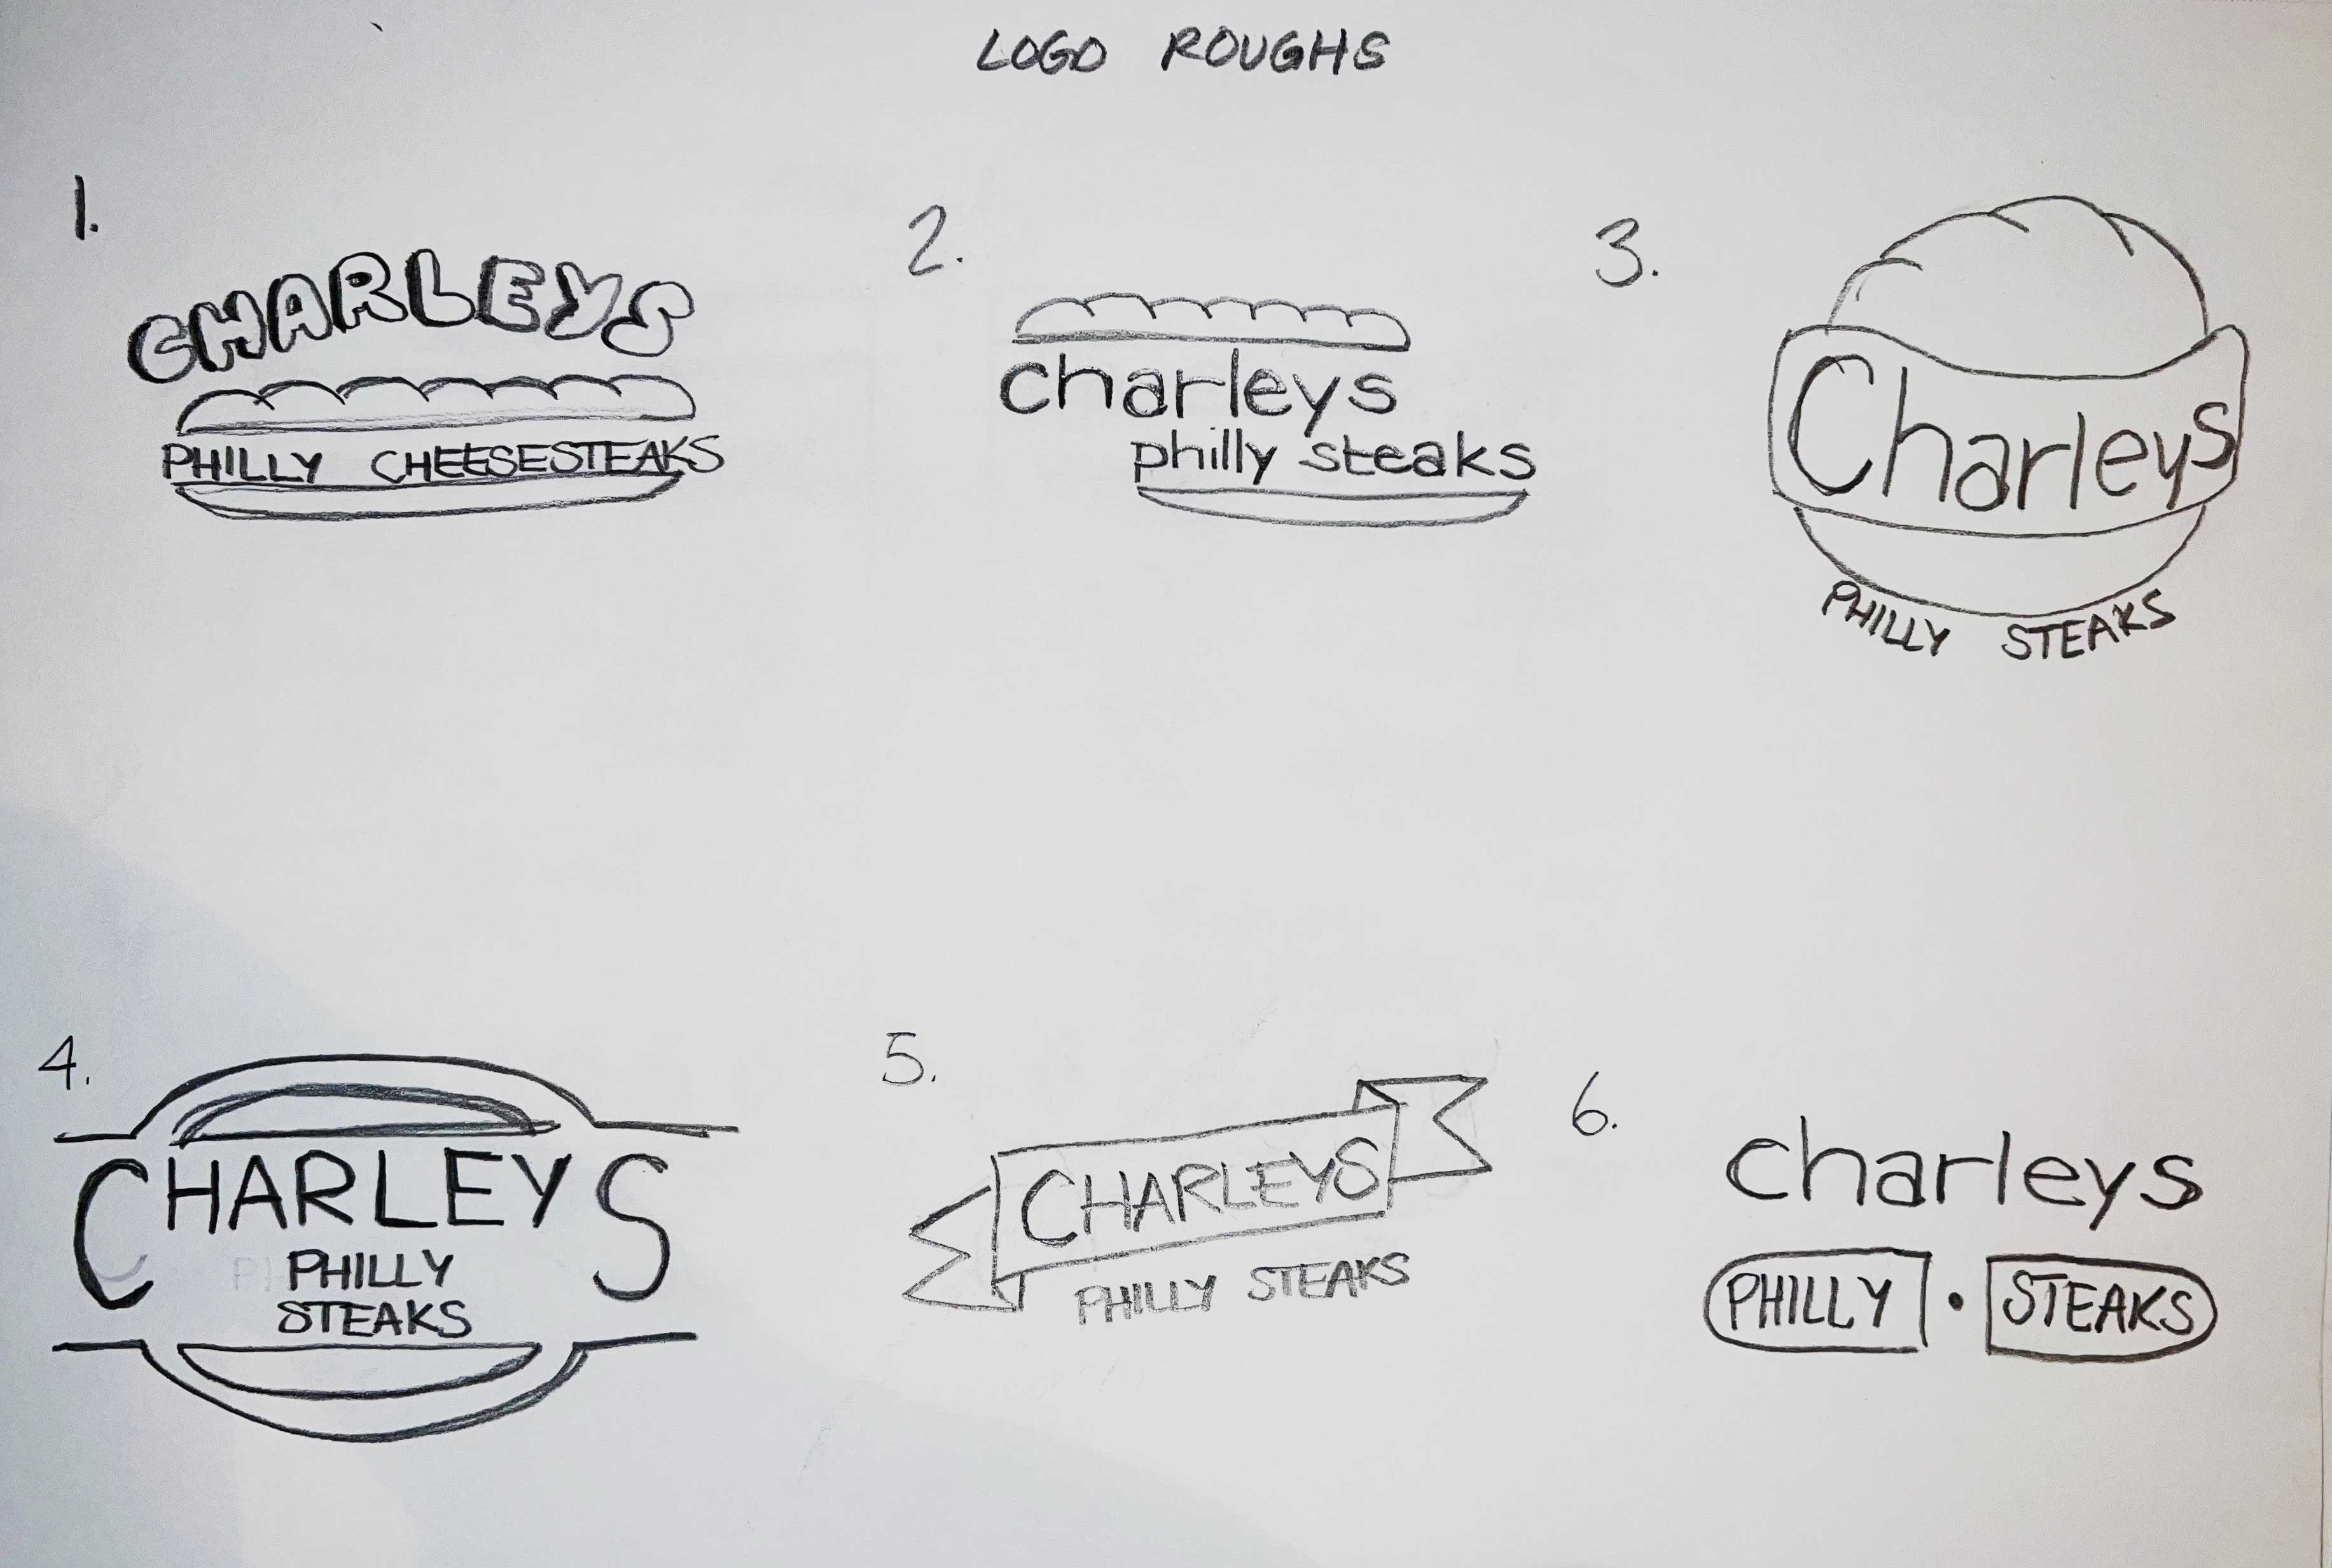 LOGO ROUGHS
1.
CHARLEYS
PHILLY CHEESESTEAKS
2.
charleys
philly steaks
3.
Charleys
PHILLY STEAKS
4.
CHARLEYS
PHILLY
STEAKS
5.
CHARLEYS
PHILLY STEAKS
6.
charleys
PHILLY • STEAKS